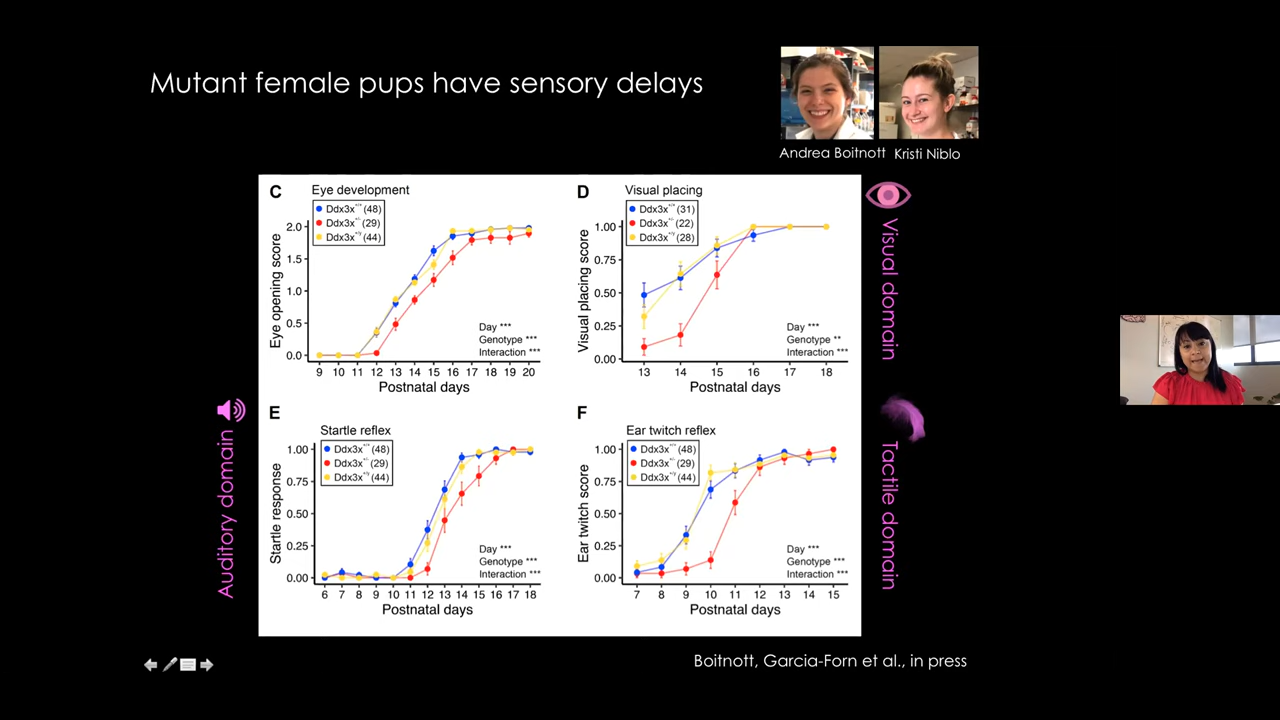 Mutant female pups have sensory delays
Andrea Boitnott Kristi Niblo
C Eye development
Ddx3x+/+ (48)
Ddx3x+/- (29)
Ddx3x+/y (44)
Eye opening score
2.0
1.5
1.0
0.5
0.0
Day ***
Genotype ***
Interaction ***
9 10 11 12 13 14 15 16 17 18 19 20
Postnatal days
D Visual placing
Ddx3x+/+ (31)
Ddx3x+/- (22)
Ddx3x+/y (28)
Visual placing score
1.00
0.75
0.50
0.25
0.00
Day ***
Genotype **
Interaction ***
13 14 15 16 17 18
Postnatal days
Visual domain
Auditory domain
E Startle reflex
Ddx3x+/+ (48)
Ddx3x+/- (29)
Ddx3x+/y (44)
Startle response
1.00
0.75
0.50
0.25
0.00
Day ***
Genotype ***
Interaction ***
6 7 8 9 10 11 12 13 14 15 16 17 18
Postnatal days
F Ear twitch reflex
Ddx3x+/+ (48)
Ddx3x+/- (29)
Ddx3x+/y (44)
Ear twitch score
1.00
0.75
0.50
0.25
0.00
Day ***
Genotype ***
Interaction ***
7 8 9 10 11 12 13 14 15
Postnatal days
Tactile domain
Boitnott, Garcia-Forn et al., in press